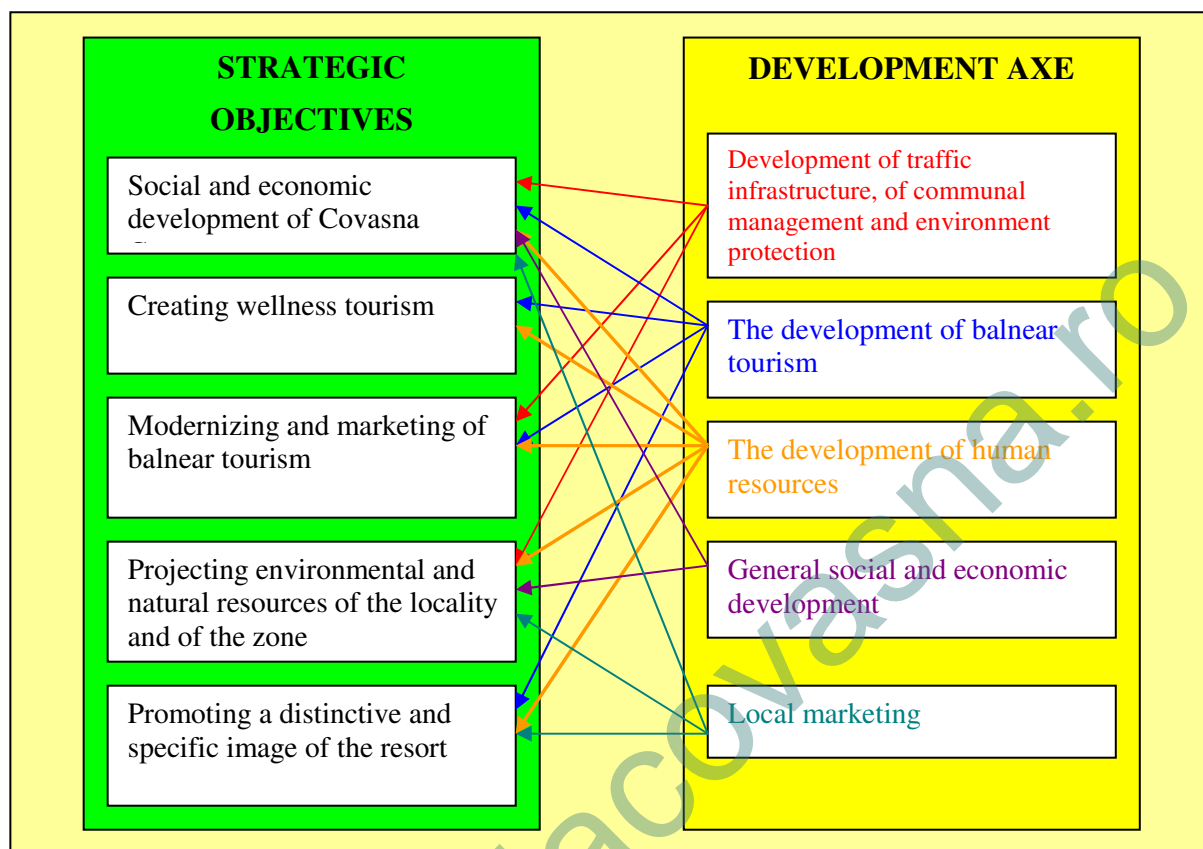 STRATEGIC
OBJECTIVES
Social and economic
development of Covasna
Creating wellness tourism
Modernizing and marketing of
balnear tourism
Projecting environmental and
natural resources of the locality
and of the zone
Promoting a distinctive and
specific image of the resort
DEVELOPMENT AXE
Development of traffic
infrastructure, of communal
management and environment
protection
The development of balnear
tourism
The development of human
resources
General social and economic
development
Local marketing
iacovasna.ro